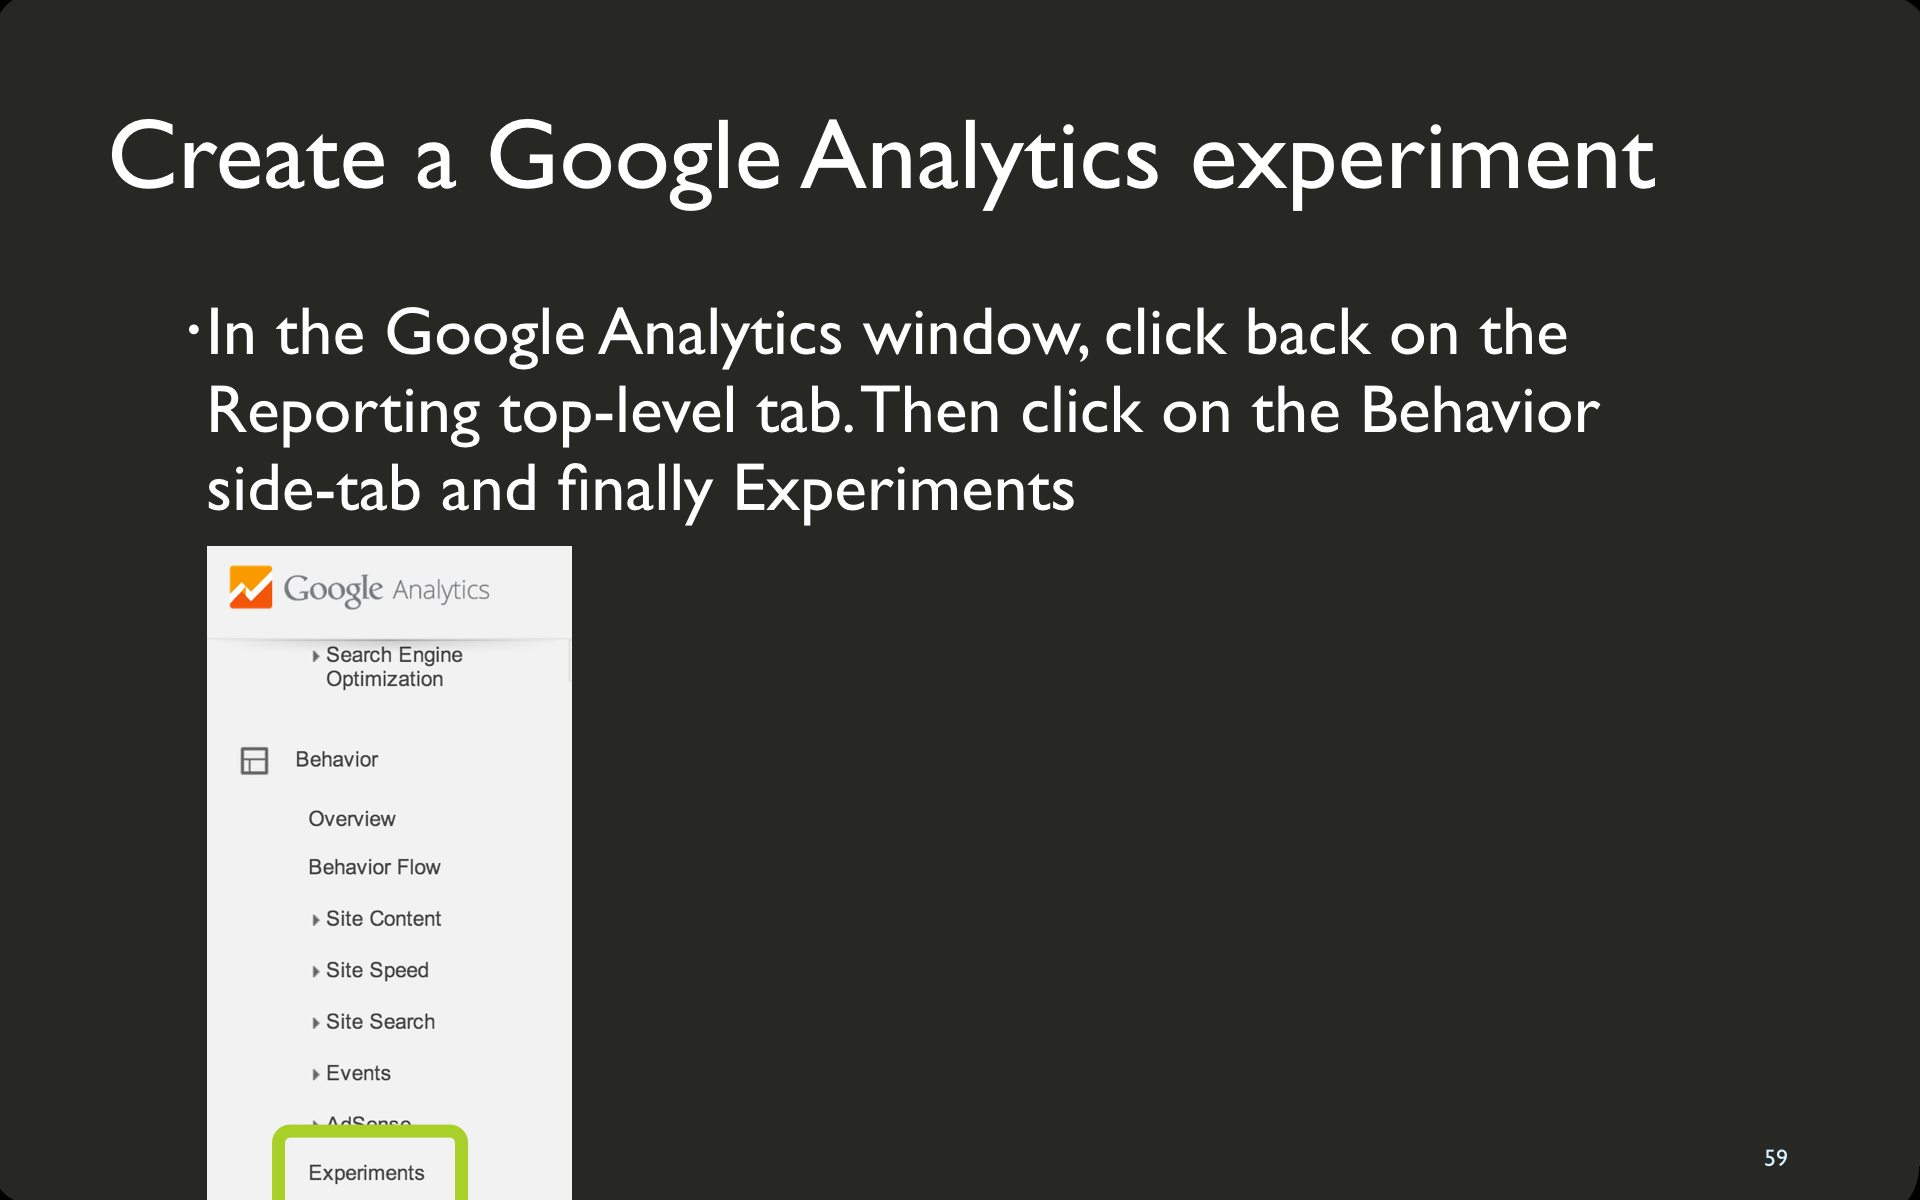 Create a Google Analytics experiment
•In the Google Analytics window, click back on the
Reporting top-level tab. Then click on the Behavior
side-tab and finally Experiments
Google Analytics
Search Engine
Optimization
Behavior
Overview
Behavior Flow
Site Content
Site Speed
Site Search
Events
AdSense
Experiments
59